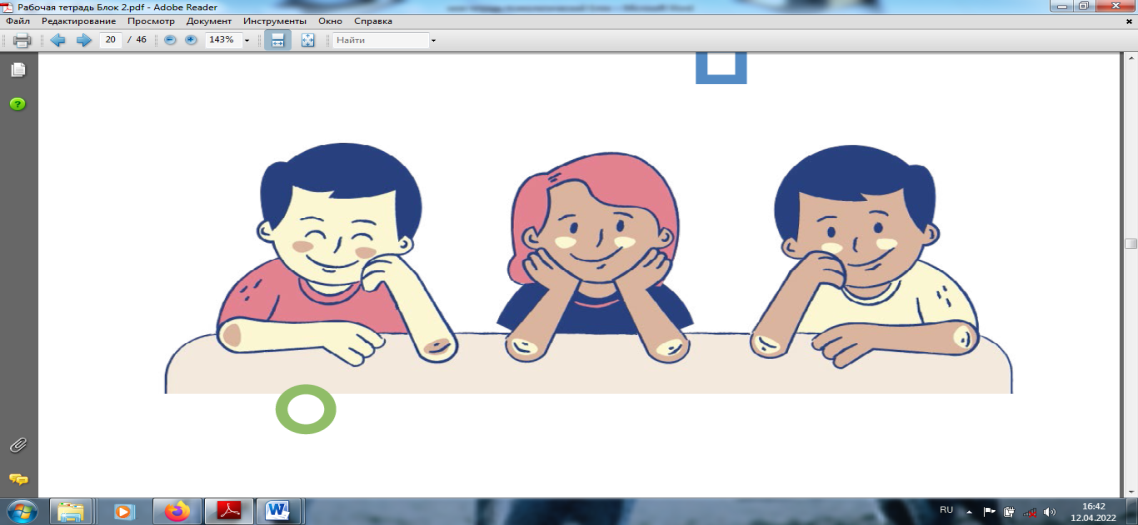 Рабочая тетрадь Блок 2.pdf - Adobe Reader
Файл Редактирование Просмотр Документ Инструменты Окно Справка
20 / 46 143% Найти
RU 16:42
12.04.2022